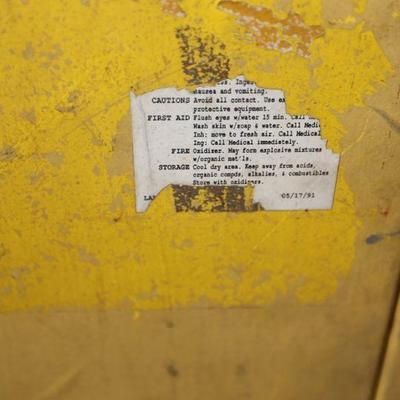 nausea and vomiting.
CAUTIONS Avoid all contact. Use
protective equipment.
FIRST AID Flush eyes w/water 15 min. Call
Wash skin w/soap & water. Call Medic
Inh: move to fresh air. Call Medical
Ing: Call Medical immediately.
FIRE Oxidizer. May form explosive mixtures
w/organic mat'ls.
STORAGE Cool dry area. Keep away from acids,
organic compds, alkalies, & combustibles
Store with oxidizers.
05/17/91